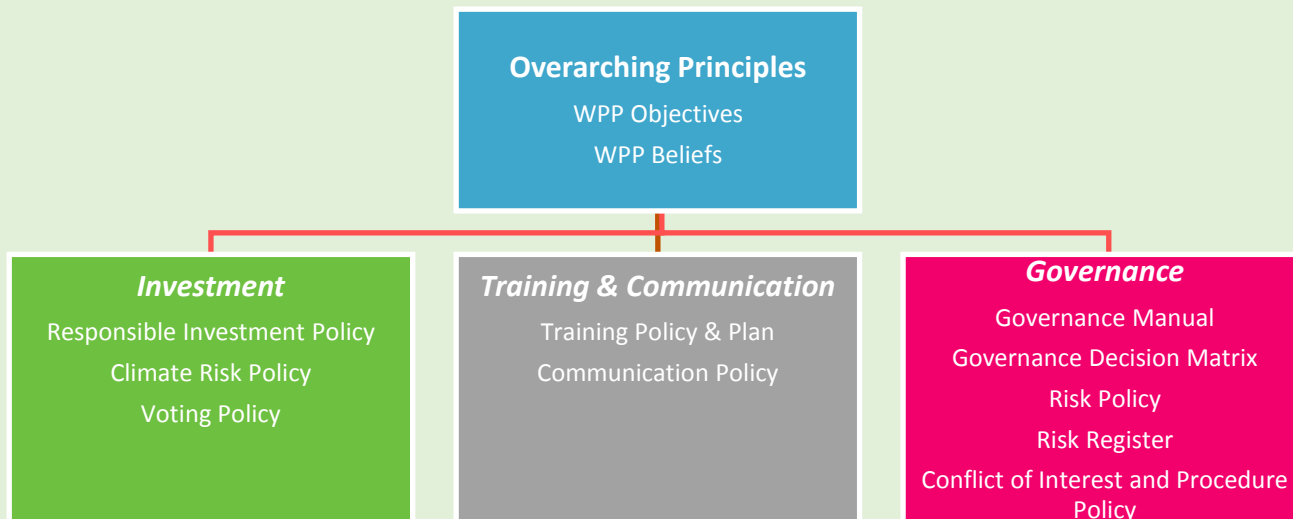 Overarching Principles
WPP Objectives
WPP Beliefs
Investment
Responsible Investment Policy
Climate Risk Policy
Voting Policy
Training & Communication
Training Policy & Plan
Communication Policy
Governance
Governance Manual
Governance Decision Matrix
Risk Policy
Risk Register
Conflict of Interest and Procedure
Policy